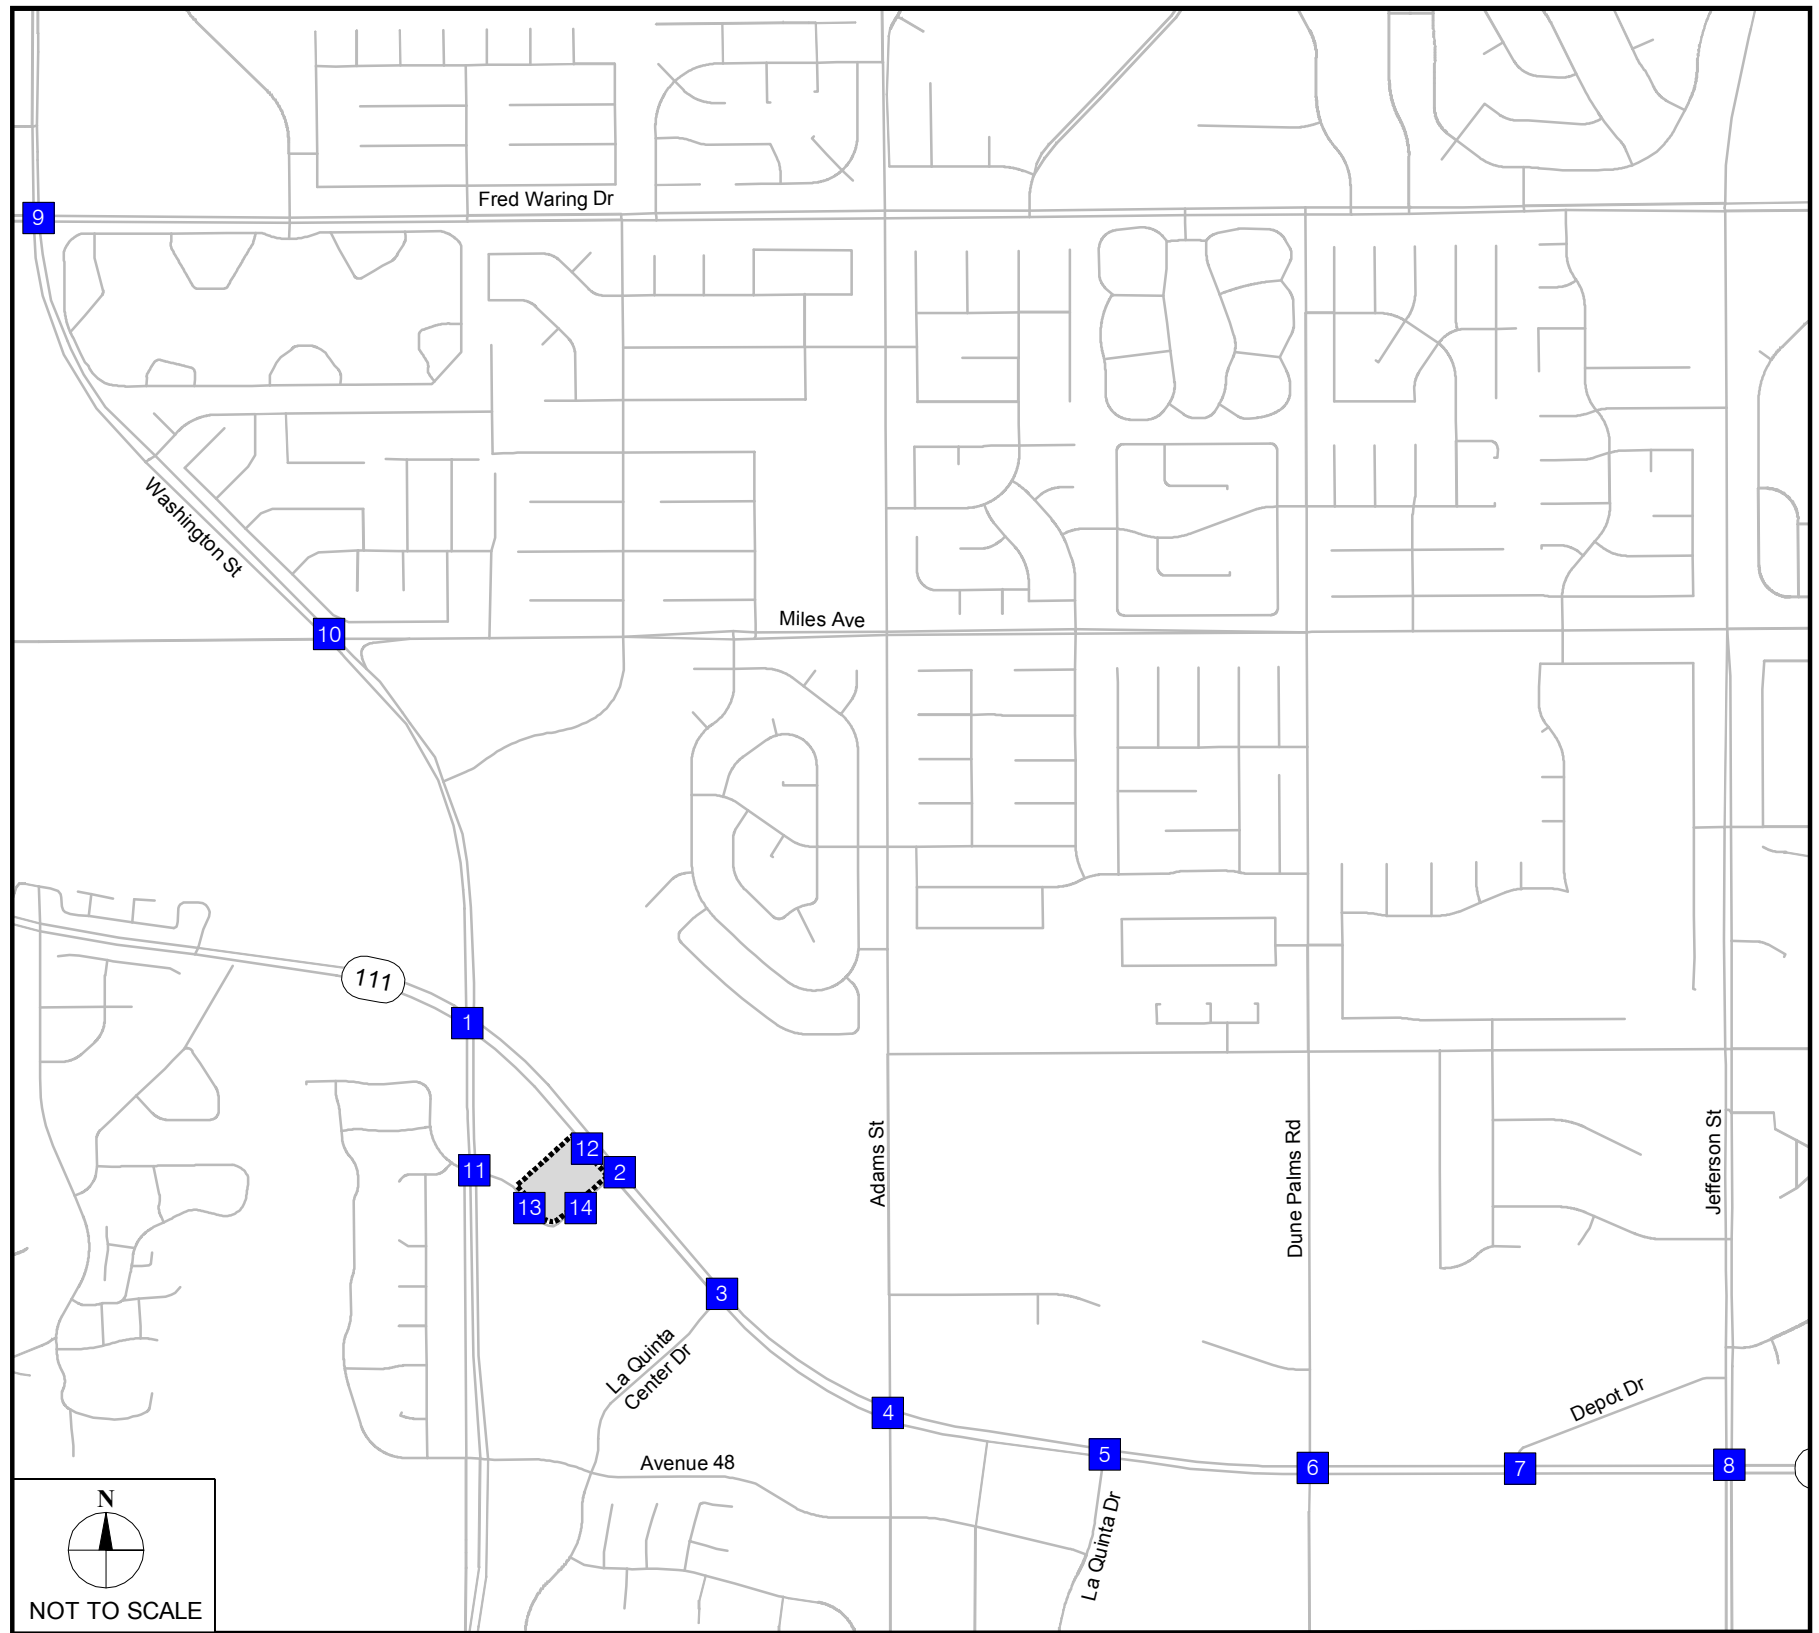 Fred Waring Dr
9
Washington St
10
Miles Ave
111
1
12
2
11
13
14
Adams St
Dune Palms Rd
Jefferson St
3
La Quinta
Center Dr
4
5
6
7
8
Depot Dr
Avenue 48
La Quinta Dr
N
NOT TO SCALE